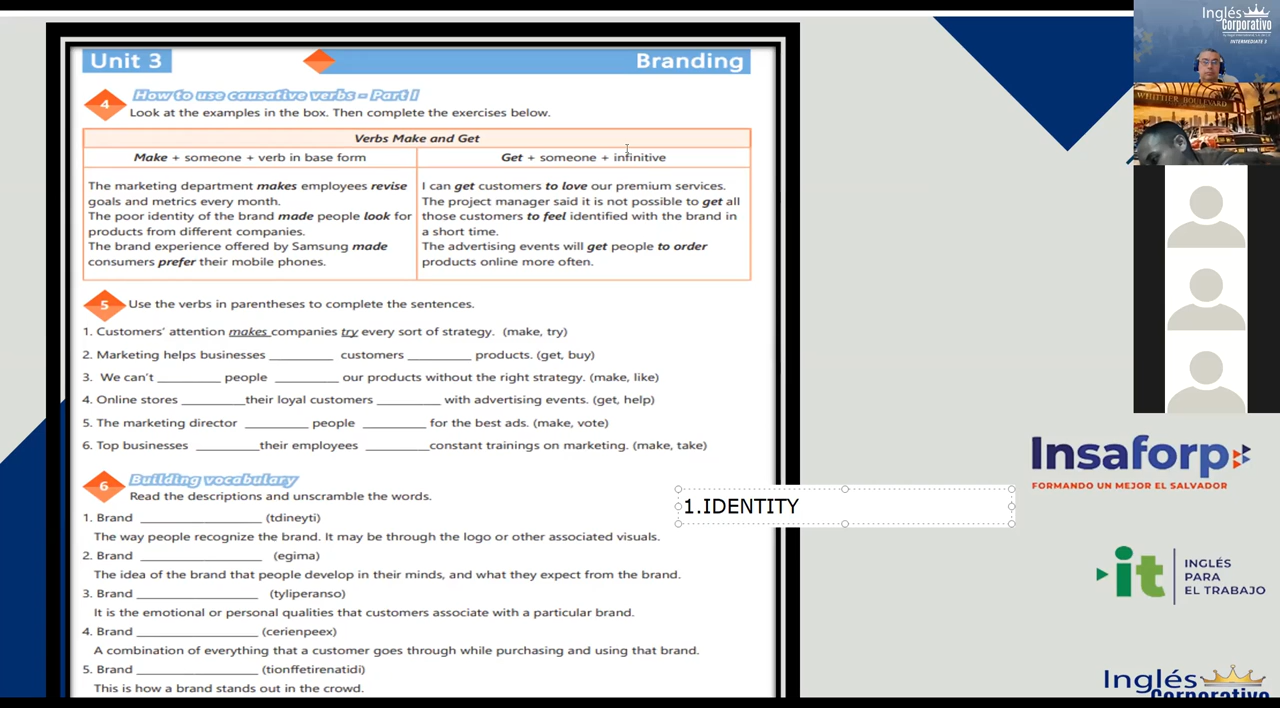 Unit 3
Branding
4 How to use causative verbs - Part I
Look at the examples in the box. Then complete the exercises below.
Verbs Make and Get
Make + someone + verb in base form
Get + someone + infinitive
The marketing department makes employees revise
goals and metrics every month.
The poor identity of the brand made people look for
products from different companies.
The brand experience offered by Samsung made
consumers prefer their mobile phones.
I can get customers to love our premium services.
The project manager said it is not possible to get all
those customers to feel identified with the brand in
a short time.
The advertising events will get people to order
products online more often.
5 Use the verbs in parentheses to complete the sentences.
1. Customers' attention makes companies try every sort of strategy. (make, try)
2. Marketing helps businesses __________ customers __________ products. (get, buy)
3. We can't __________ people __________ our products without the right strategy. (make, like)
4. Online stores __________their loyal customers __________ with advertising events. (get, help)
5. The marketing director __________ people __________ for the best ads. (make, vote)
6. Top businesses __________their employees __________constant trainings on marketing. (make, take)
6 Building vocabulary
Read the descriptions and unscramble the words.
1. Brand ____________________ (tdineyti)
The way people recognize the brand. It may be through the logo or other associated visuals.
2. Brand ____________________ (egima)
The idea of the brand that people develop in their minds, and what they expect from the brand.
3. Brand ____________________ (tyliperanso)
It is the emotional or personal qualities that customers associate with a particular brand.
4. Brand ____________________ (cerienpeex)
A combination of everything that a customer goes through while purchasing and using that brand.
5. Brand ____________________ (tionffetirenatidi)
This is how a brand stands out in the crowd.
1.IDENTITY
Inglés
Corporativo
INTERMEDIATE 3
WHITTIER BOULEVARD
Insaforp
FORMANDO UN MEJOR EL SALVADOR
it
INGLÉS
PARA
EL TRABAJO
Inglés
Corporativo